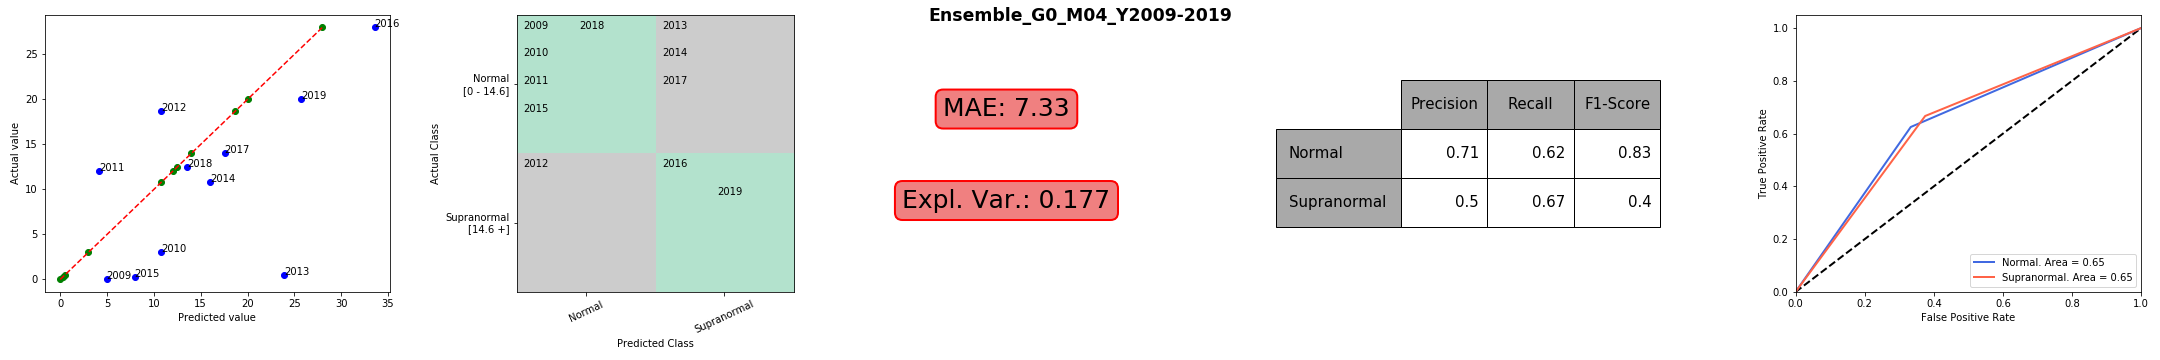 Ensemble_G0_M04_Y2009-2019
Actual value
25
20
15
10
5
0
2016
2019
2012
2017
2018
2011
2014
2010
2013
2009
2015
0 5 10 15 20 25 30 35
Predicted value
Actual Class
Normal
[0 - 14.6]
Supranormal
[14.6 +]
2009 2018 2013
2010 2014
2011 2017
2015
2012 2016
2019
Normal Supranormal
Predicted Class
MAE: 7.33
Expl. Var.: 0.177
Precision Recall F1-Score
Normal 0.71 0.62 0.83
Supranormal 0.5 0.67 0.4
True Positive Rate
1.0
0.8
0.6
0.4
0.2
0.0
Normal. Area = 0.65
Supranormal. Area = 0.65
0.0 0.2 0.4 0.6 0.8 1.0
False Positive Rate